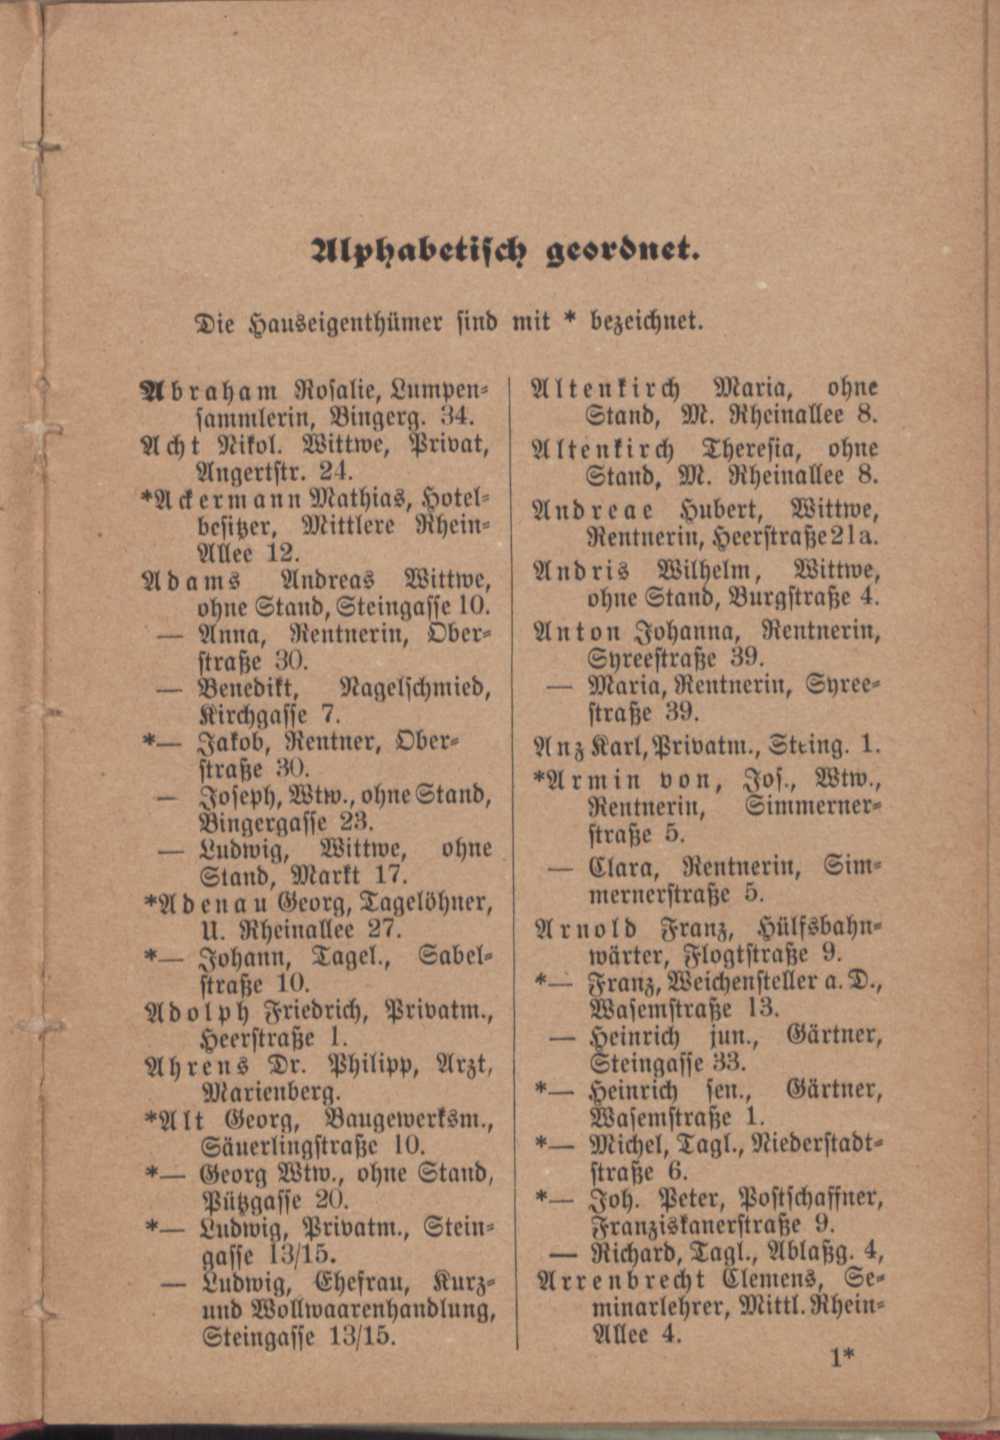 Alphabetisch geordnet.
Die Hauseigenthümer sind mit * bezeichnet.
Abraham Rosalie, Lumpen-
sammlerin, Bingerg. 34.
Acht Nikol. Wittwe, Privat,
Angertstr. 24.
*Ackermann Mathias, Hotel-
besitzer, Mittlere Rhein-
Allee 12.
Adams Andreas Wittwe,
ohne Stand, Steingasse 10.
— Anna, Rentnerin, Ober-
straße 30.
— Benedikt, Nagelschmied,
Kirchgasse 7.
*— Jakob, Rentner, Ober-
straße 30.
— Joseph, Wtw., ohne Stand,
Bingergasse 23.
— Ludwig, Wittwe, ohne
Stand, Markt 17.
*Adenau Georg, Tagelöhner,
U. Rheinallee 27.
*— Johann, Tagel., Sabel-
straße 10.
Adolph Friedrich, Privatm.,
Heerstraße 1.
Ahrens Dr. Philipp, Arzt,
Marienberg.
*Alt Georg, Baugewerksm.,
Säuerlingstraße 10.
*— Georg Wtw., ohne Stand,
Pützgasse 20.
*— Ludwig, Privatm., Stein-
gasse 13/15.
— Ludwig, Ehefrau, Kurz-
und Wollwaarenhandlung,
Steingasse 13/15.
Altenkirch Maria, ohne
Stand, M. Rheinallee 8.
Altenkirch Theresia, ohne
Stand, M. Rheinallee 8.
Andreae Hubert, Wittwe,
Rentnerin, Heerstraße 21a.
Andris Wilhelm, Wittwe,
ohne Stand, Burgstraße 4.
Anton Johanna, Rentnerin,
Syreestraße 39.
— Maria, Rentnerin, Syree-
straße 39.
Anz Karl, Privatm., Steing. 1.
*Armin von, Jos., Wtw.,
Rentnerin, Simmerner-
straße 5.
— Clara, Rentnerin, Sim-
mernerstraße 5.
Arnold Franz, Hülfsbahn-
wärter, Flogtstraße 9.
*— Franz, Weichensteller a. D.,
Wasemstraße 13.
— Heinrich jun., Gärtner,
Steingasse 33.
*— Heinrich sen., Gärtner,
Wasemstraße 1.
*— Michel, Tagl., Niederstadt-
straße 6.
*— Joh. Peter, Postschaffner,
Franziskanerstraße 9.
— Richard, Tagl., Ablaßg. 4,
Arrenbrecht Clemens, Se-
minarlehrer, Mittl. Rhein-
Allee 4.
1*